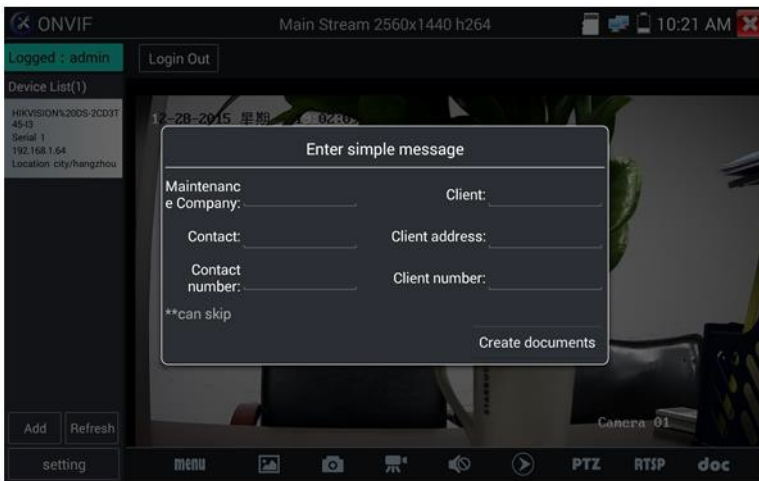 ONVIF
Main Stream 2560x1440 h264
10:21 AM
Logged : admin
Login Out
Device List(1)
HIKVISION%20DS-2CD3T
45-I3
Serial 1
192.168.1.64
Location city/hangzhou
12-28-2015 星期
Enter simple message
Maintenanc
e Company:
Client:
Contact:
Client address:
Contact
number:
Client number:
**can skip
Create documents
Camera 01
Add
Refresh
setting
menu
PTZ
RTSP
doc